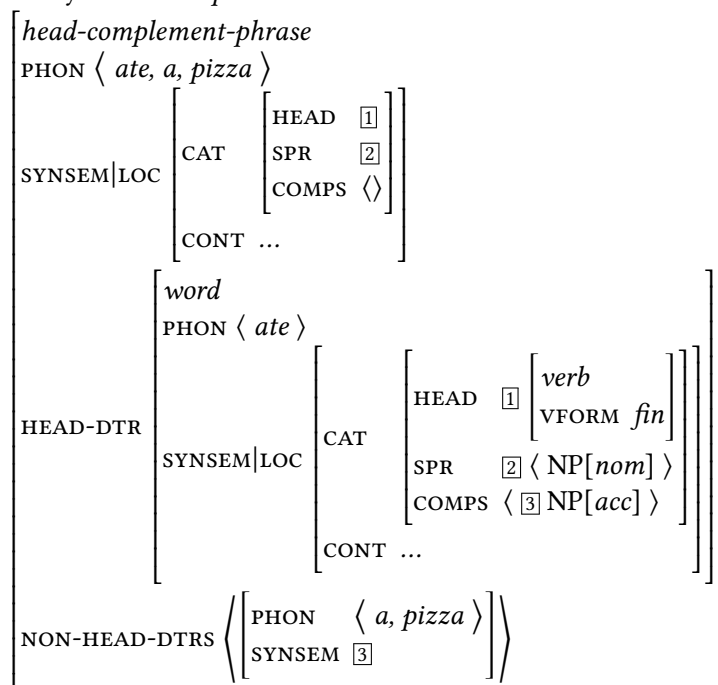 head-complement-phrase
PHON ⟨ ate, a, pizza ⟩
HEAD 1
CAT SPR 2
SYNSEM|LOC COMPS ⟨⟩
CONT ...
word
PHON ⟨ ate ⟩
verb
HEAD 1 VFORM fin
CAT SPR 2 ⟨ NP[nom] ⟩
HEAD-DTR SYNSEM|LOC COMPS ⟨ 3 NP[acc] ⟩
CONT ...
PHON ⟨ a, pizza ⟩
NON-HEAD-DTRS ⟨ SYNSEM 3 ⟩